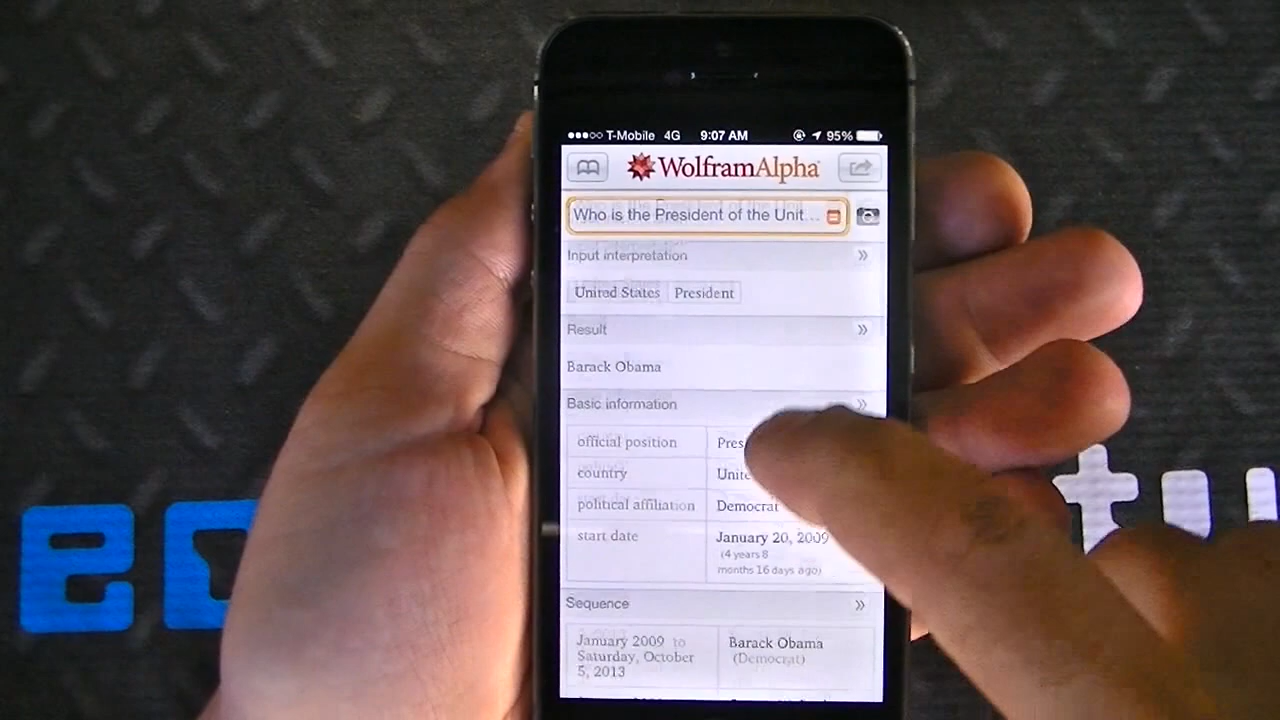 T-Mobile 4G 9:07 AM 95%
WolframAlpha
Who is the President of the Unit...
Input interpretation
United States President
Result
Barack Obama
Basic information
official position Pres
country Unite
political affiliation Democrat
start date January 20, 2009
(4 years 8
months 16 days ago)
Sequence
January 2009 to
Saturday, October
5, 2013
Barack Obama
(Democrat)